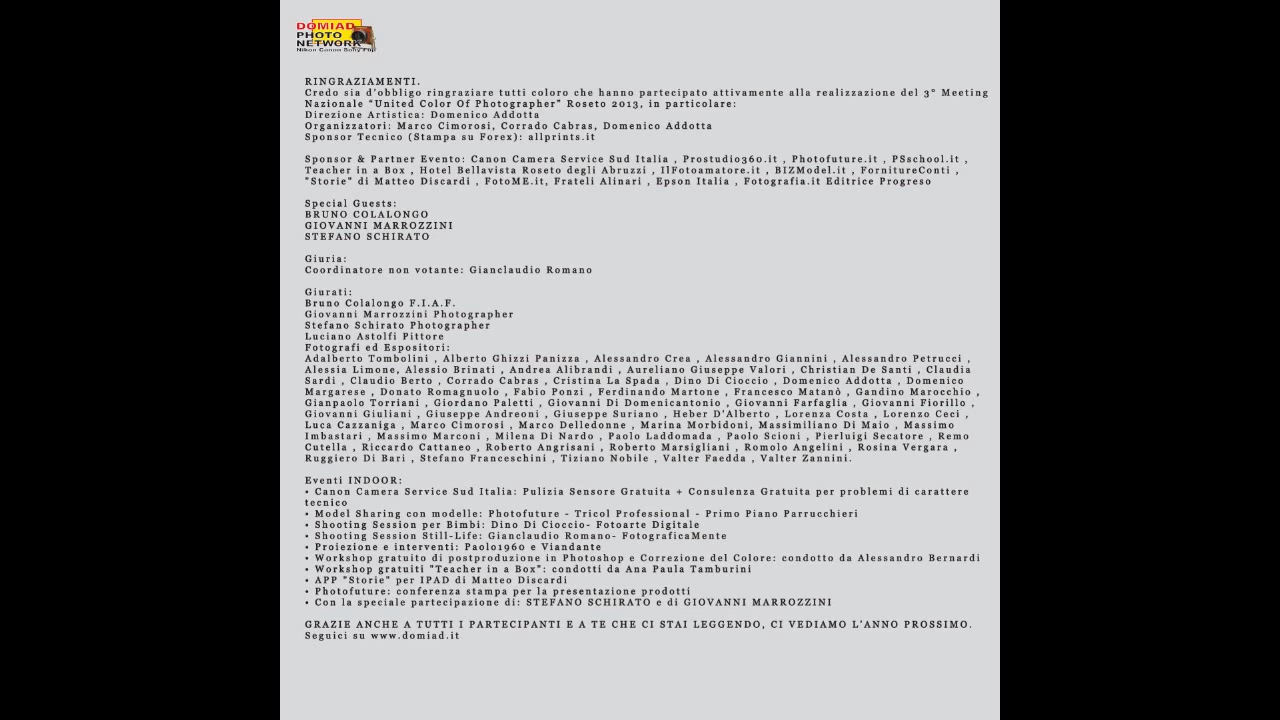 DOMIAD
PHOTO
NETWORK
Nikon Canon Sony Fuji
RINGRAZIAMENTI.
Credo sia d'obbligo ringraziare tutti coloro che hanno partecipato attivamente alla realizzazione del 3° Meeting
Nazionale “United Color Of Photographer” Roseto 2013, in particolare:
Direzione Artistica: Domenico Addotta
Organizzatori: Marco Cimorosi, Corrado Cabras, Domenico Addotta
Sponsor Tecnico (Stampa su Forex): allprints.it
Sponsor & Partner Evento: Canon Camera Service Sud Italia , Prostudio360.it , Photofuture.it , PSschool.it ,
Teacher in a Box , Hotel Bellavista Roseto degli Abruzzi , IlFotoamatore.it , BIZModel.it , FornitureConti ,
"Storie" di Matteo Discardi , FotoME.it, Frateli Alinari , Epson Italia , Fotografia.it Editrice Progreso
Special Guests:
BRUNO COLALONGO
GIOVANNI MARROZZINI
STEFANO SCHIRATO
Giuria:
Coordinatore non votante: Gianclaudio Romano
Giurati:
Bruno Colalongo F.I.A.F.
Giovanni Marrozzini Photographer
Stefano Schirato Photographer
Luciano Astolfi Pittore
Fotografi ed Espositori:
Adalberto Tombolini , Alberto Ghizzi Panizza , Alessandro Crea , Alessandro Giannini , Alessandro Petrucci ,
Alessia Limone, Alessio Brinati , Andrea Alibrandi , Aureliano Giuseppe Valori , Christian De Santi , Claudia
Sardi , Claudio Berto , Corrado Cabras , Cristina La Spada , Dino Di Cioccio , Domenico Addotta , Domenico
Margarese , Donato Romagnuolo , Fabio Ponzi , Ferdinando Martone , Francesco Matanò , Gandino Marocchio ,
Gianpaolo Torriani , Giordano Paletti , Giovanni Di Domenicantonio , Giovanni Farfaglia , Giovanni Fiorillo ,
Giovanni Giuliani , Giuseppe Andreoni , Giuseppe Suriano , Heber D'Alberto , Lorenza Costa , Lorenzo Ceci ,
Luca Cazzaniga , Marco Cimorosi , Marco Delledonne , Marina Morbidoni, Massimiliano Di Maio , Massimo
Imbastari , Massimo Marconi , Milena Di Nardo , Paolo Laddomada , Paolo Scioni , Pierluigi Secatore , Remo
Cutella , Riccardo Cattaneo , Roberto Angrisani , Roberto Marsigliani , Romolo Angelini , Rosina Vergara ,
Ruggiero Di Bari , Stefano Franceschini , Tiziano Nobile , Valter Faedda , Valter Zannini.
Eventi INDOOR:
• Canon Camera Service Sud Italia: Pulizia Sensore Gratuita + Consulenza Gratuita per problemi di carattere
tecnico
• Model Sharing con modelle: Photofuture - Tricol Professional - Primo Piano Parrucchieri
• Shooting Session per Bimbi: Dino Di Cioccio- Fotoarte Digitale
• Shooting Session Still-Life: Gianclaudio Romano- FotograficaMente
• Proiezione e interventi: Paolo1960 e Viandante
• Workshop gratuito di postproduzione in Photoshop e Correzione del Colore: condotto da Alessandro Bernardi
• Workshop gratuiti "Teacher in a Box": condotti da Ana Paula Tamburini
• APP "Storie" per IPAD di Matteo Discardi
• Photofuture: conferenza stampa per la presentazione prodotti
• Con la speciale partecipazione di: STEFANO SCHIRATO e di GIOVANNI MARROZZINI
GRAZIE ANCHE A TUTTI I PARTECIPANTI E A TE CHE CI STAI LEGGENDO, CI VEDIAMO L'ANNO PROSSIMO.
Seguici su www.domiad.it